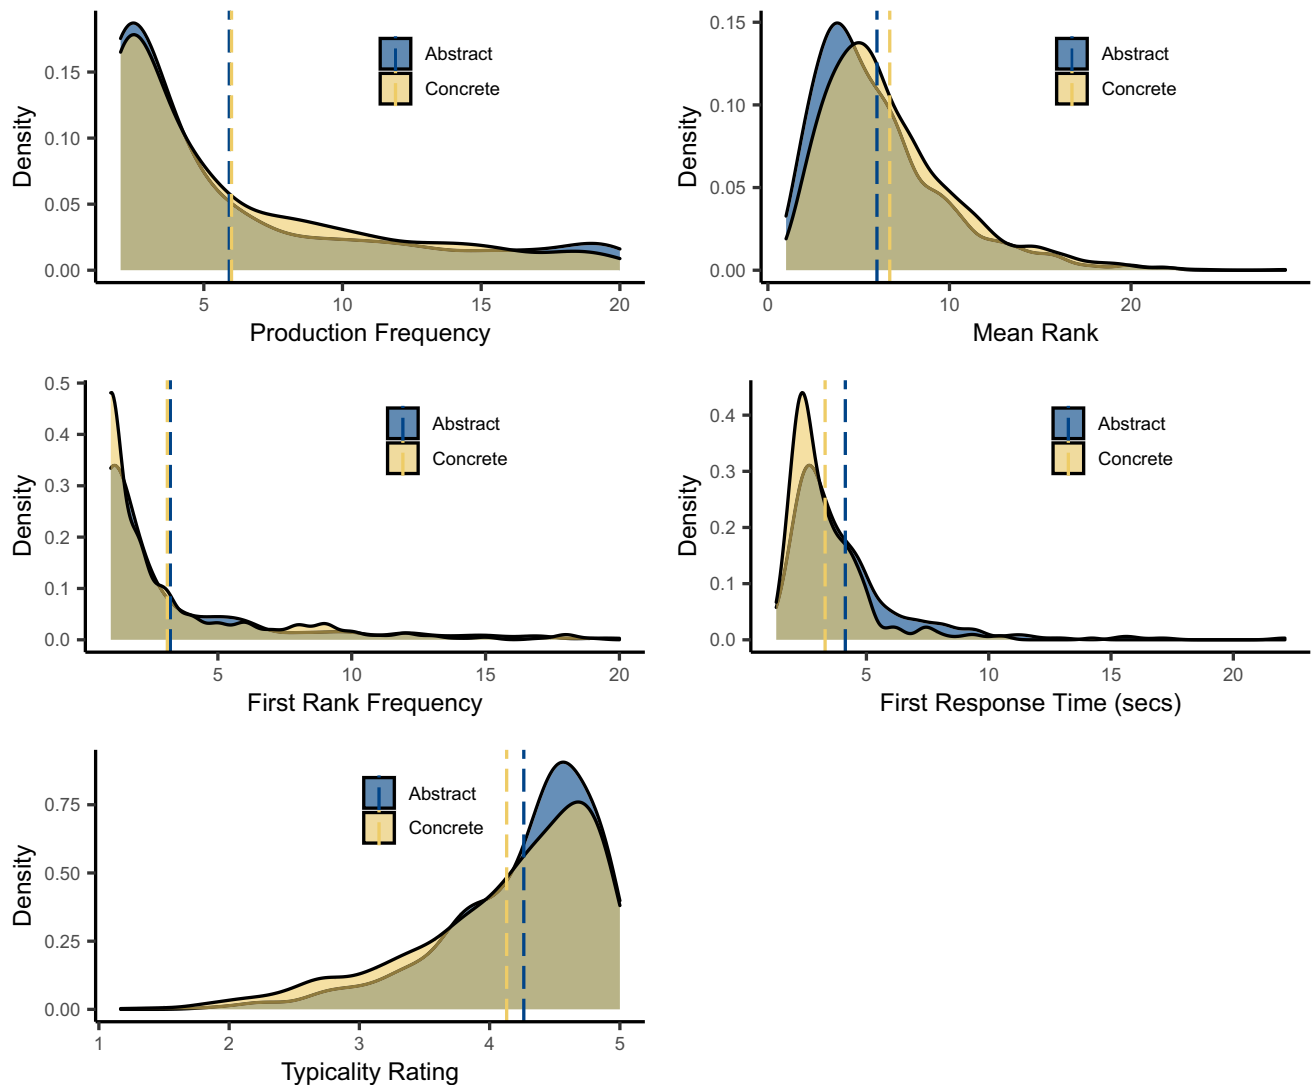 0.15
0.10
0.05
0.00
Density
Abstract
Concrete
5
10
15
20
Production Frequency
0.15
0.10
0.05
0.00
Density
Abstract
Concrete
0
10
20
Mean Rank
0.5
0.4
0.3
0.2
0.1
0.0
Density
Abstract
Concrete
5
10
15
20
First Rank Frequency
0.4
0.3
0.2
0.1
0.0
Density
Abstract
Concrete
5
10
15
20
First Response Time (secs)
0.75
0.50
0.25
0.00
Density
Abstract
Concrete
1
2
3
4
5
Typicality Rating